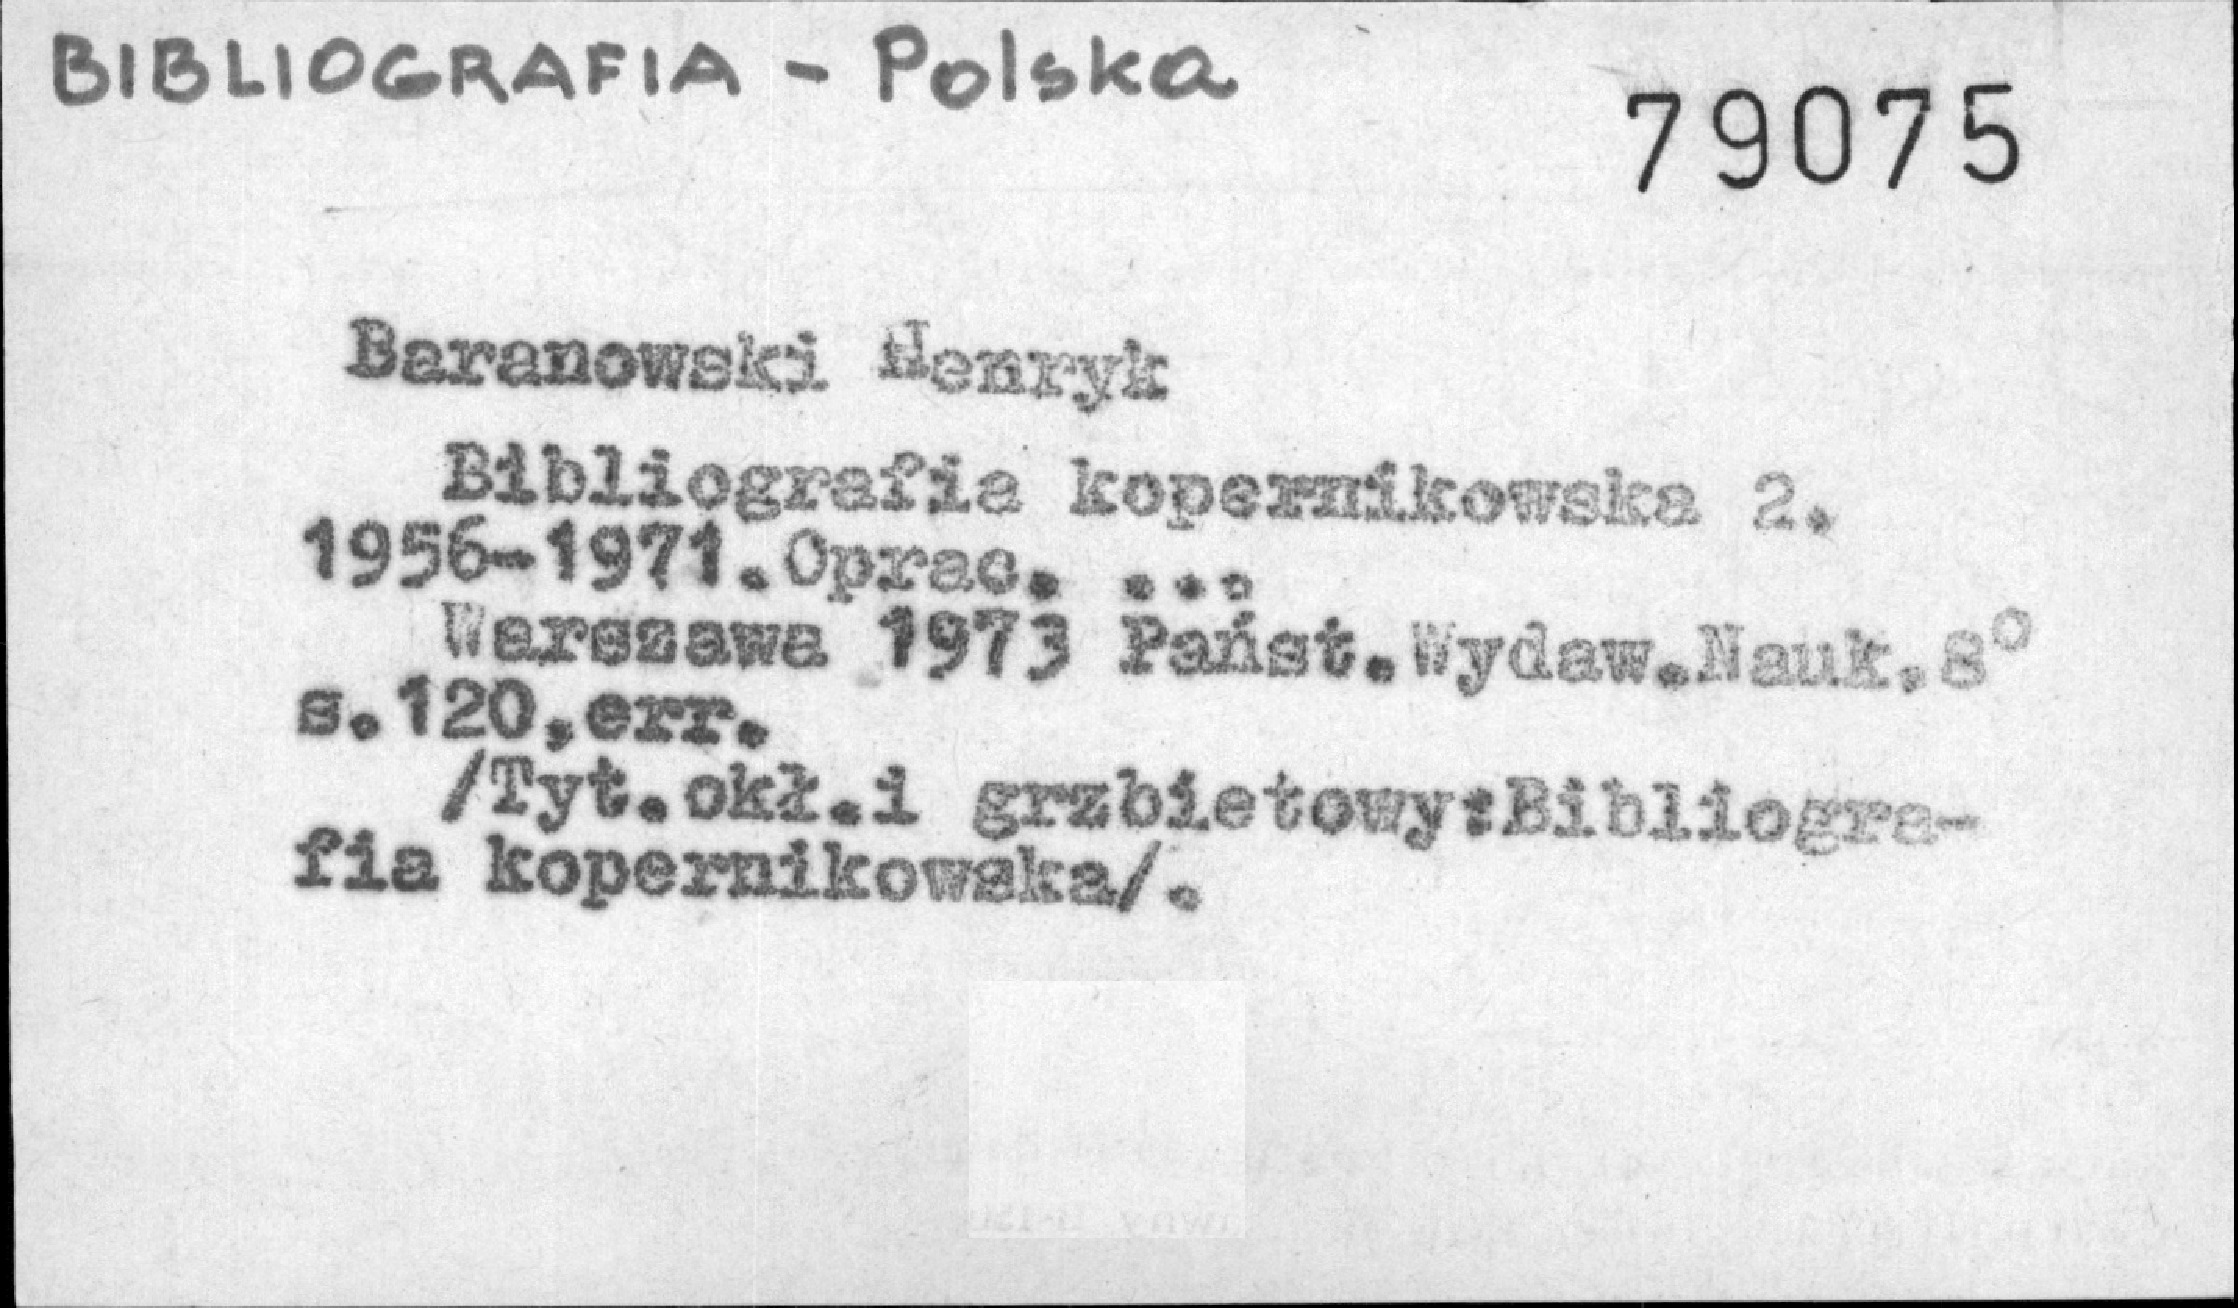 BIBLIOGRAFIA - Polska
79075
Baranowski Henryk
Bibliografia kopernikowska 2.
1956-1971.Oprac. ...
Warszawa 1973 Państ.Wydaw.Nauk.8°
s.120,err.
/Tyt.okł.i grzbietowy:Bibliogra-
fia kopernikowska/.